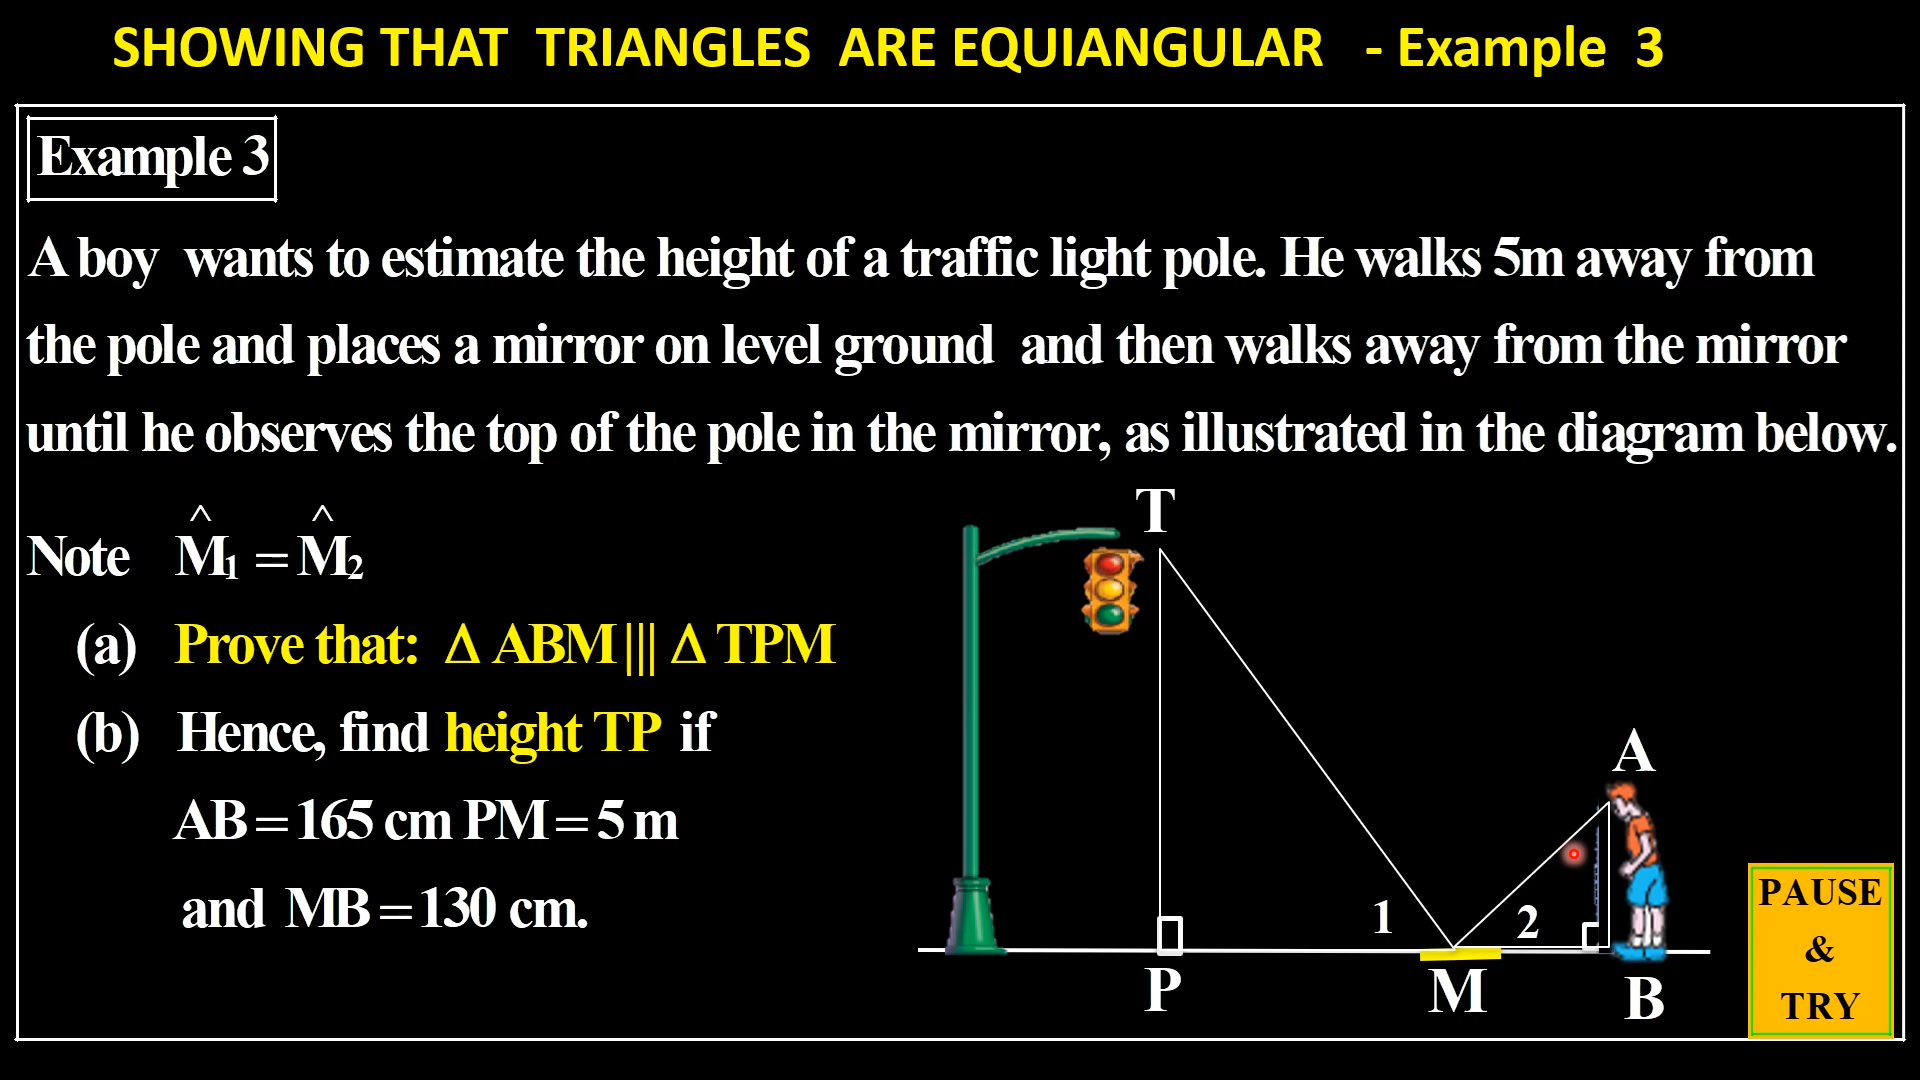 SHOWING THAT TRIANGLES ARE EQUIANGULAR - Example 3
Example 3
A boy wants to estimate the height of a traffic light pole. He walks 5m away from
the pole and places a mirror on level ground and then walks away from the mirror
until he observes the top of the pole in the mirror, as illustrated in the diagram below.
Note M̂₁ = M̂₂
(a) Prove that: Δ ABM ||| Δ TPM
(b) Hence, find height TP if
AB = 165 cm PM = 5 m
and MB = 130 cm.
T
A
1
2
P
M
B
PAUSE
&
TRY